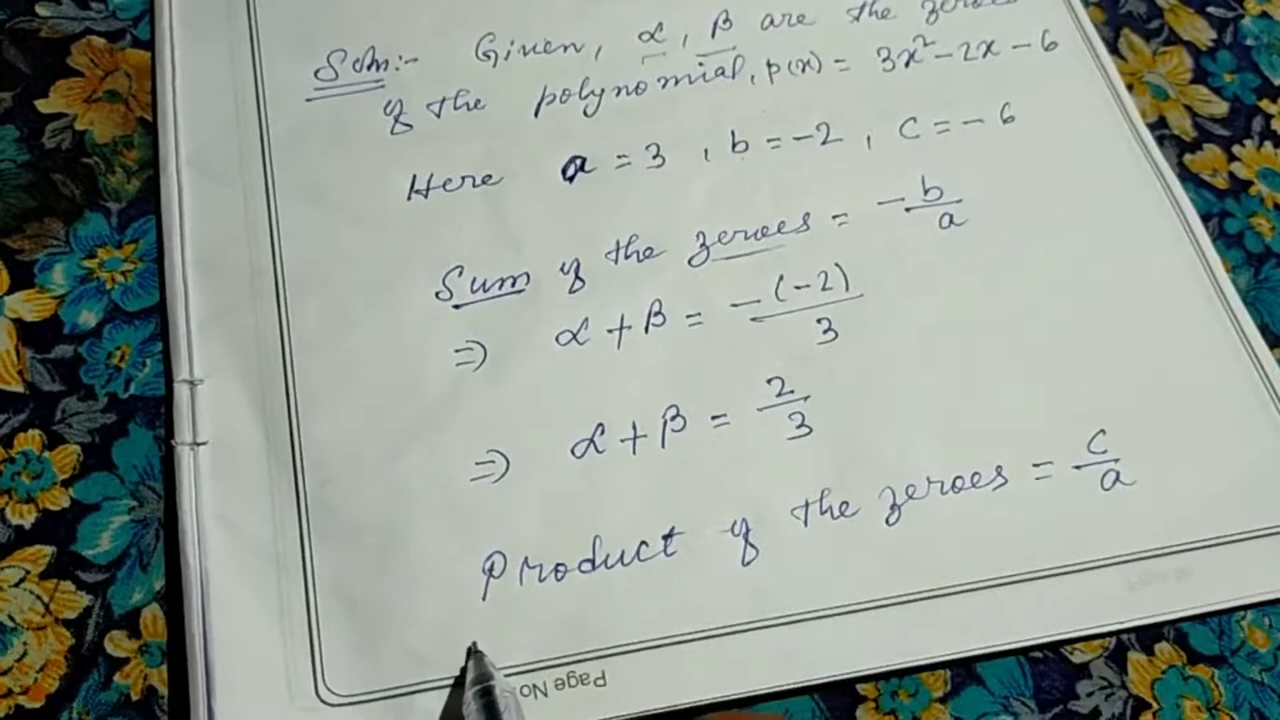 Soln:- Given, α, β are the zeroes
of the polynomial, p(x) = 3x² - 2x - 6
Here a = 3, b = -2, c = -6
Sum of the zeroes = -b/a
⇒ α + β = -(-2)/3
⇒ α + β = 2/3
Product of the zeroes = c/a
Page No